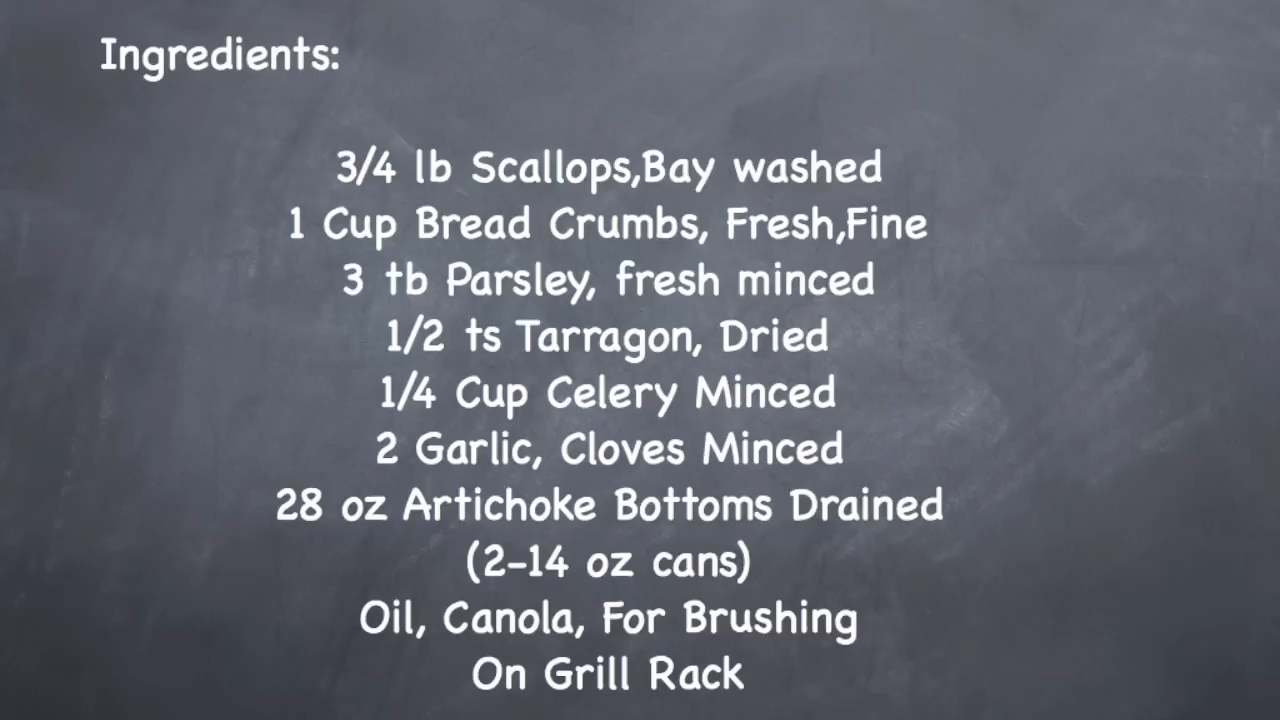 Ingredients:
3/4 lb Scallops,Bay washed
1 Cup Bread Crumbs, Fresh,Fine
3 tb Parsley, fresh minced
1/2 ts Tarragon, Dried
1/4 Cup Celery Minced
2 Garlic, Cloves Minced
28 oz Artichoke Bottoms Drained
(2-14 oz cans)
Oil, Canola, For Brushing
On Grill Rack